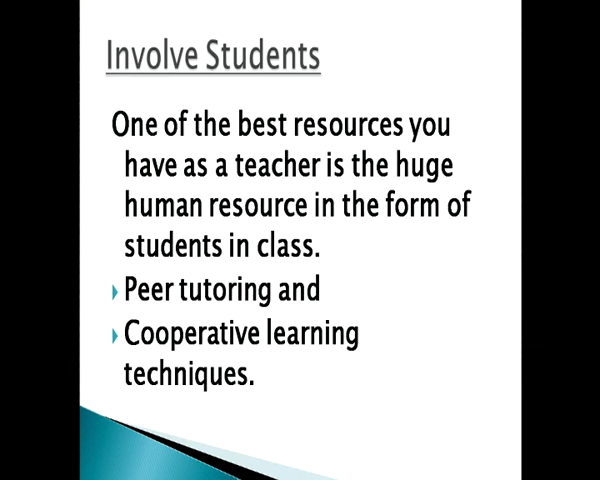 Involve Students
One of the best resources you
have as a teacher is the huge
human resource in the form of
students in class.
Peer tutoring and
Cooperative learning
techniques.